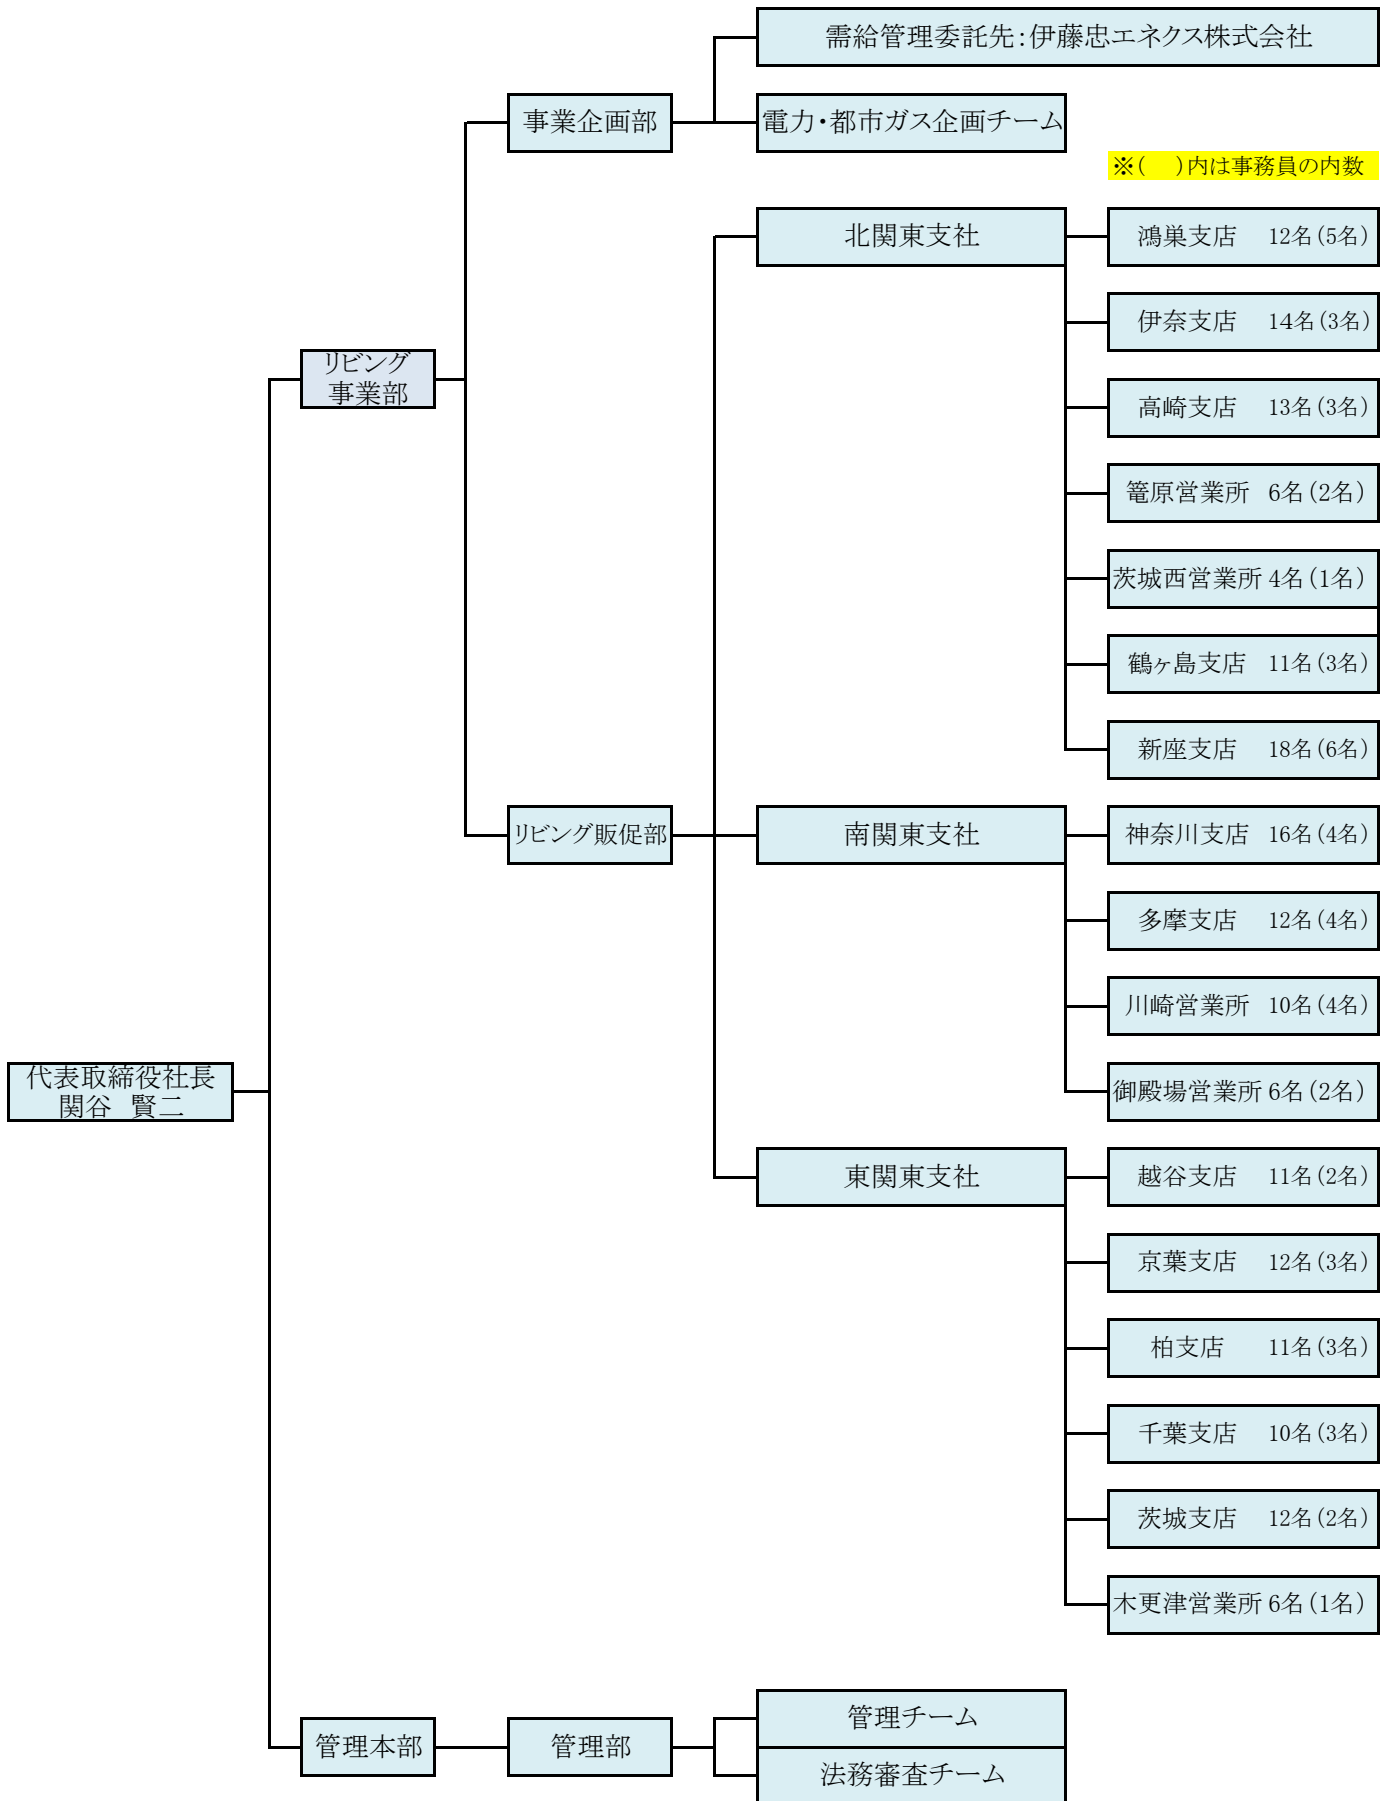 需給管理委託先：伊藤忠エネクス株式会社
事業企画部
電力・都市ガス企画チーム
※(　)内は事務員の内数
北関東支社
鴻巣支店　12名(5名)
伊奈支店　14名(3名)
リビング
事業部
高崎支店　13名(3名)
篭原営業所　6名(2名)
茨城西営業所 4名(1名)
鶴ヶ島支店　11名(3名)
新座支店　18名(6名)
リビング販促部
南関東支社
神奈川支店　16名(4名)
多摩支店　12名(4名)
川崎営業所　10名(4名)
代表取締役社長
関谷　賢二
御殿場営業所 6名(2名)
東関東支社
越谷支店　11名(2名)
京葉支店　12名(3名)
柏支店　11名(3名)
千葉支店　10名(3名)
茨城支店　12名(2名)
木更津営業所 6名(1名)
管理本部
管理部
管理チーム
法務審査チーム